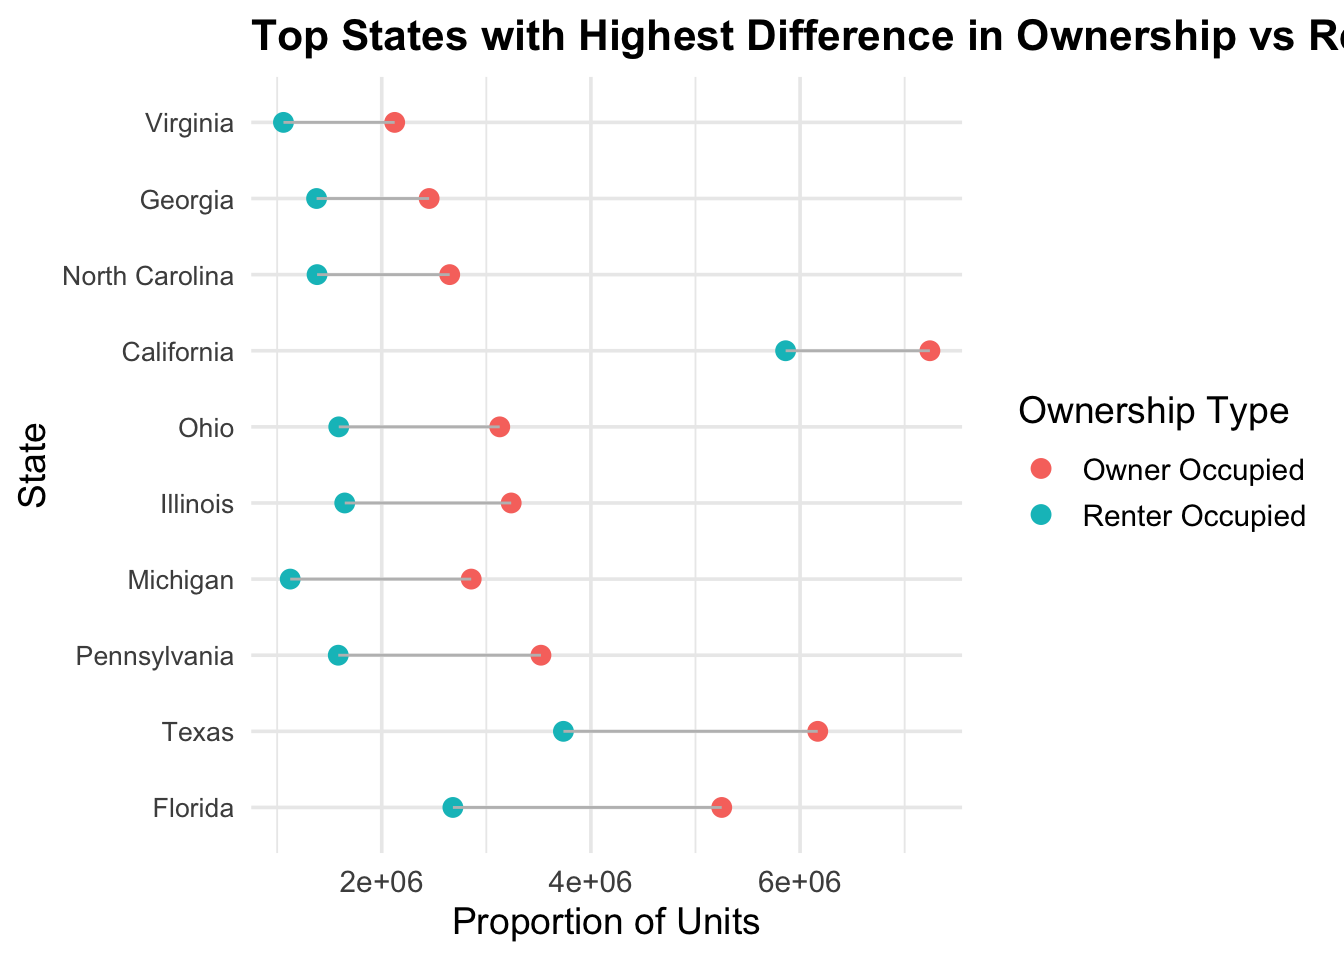 Top States with Highest Difference in Ownership vs
Virginia
Georgia
North Carolina
California
Ohio
Illinois
Michigan
Pennsylvania
Texas
Florida
State
2e+06 4e+06 6e+06
Proportion of Units
Ownership Type
Owner Occupied
Renter Occupied